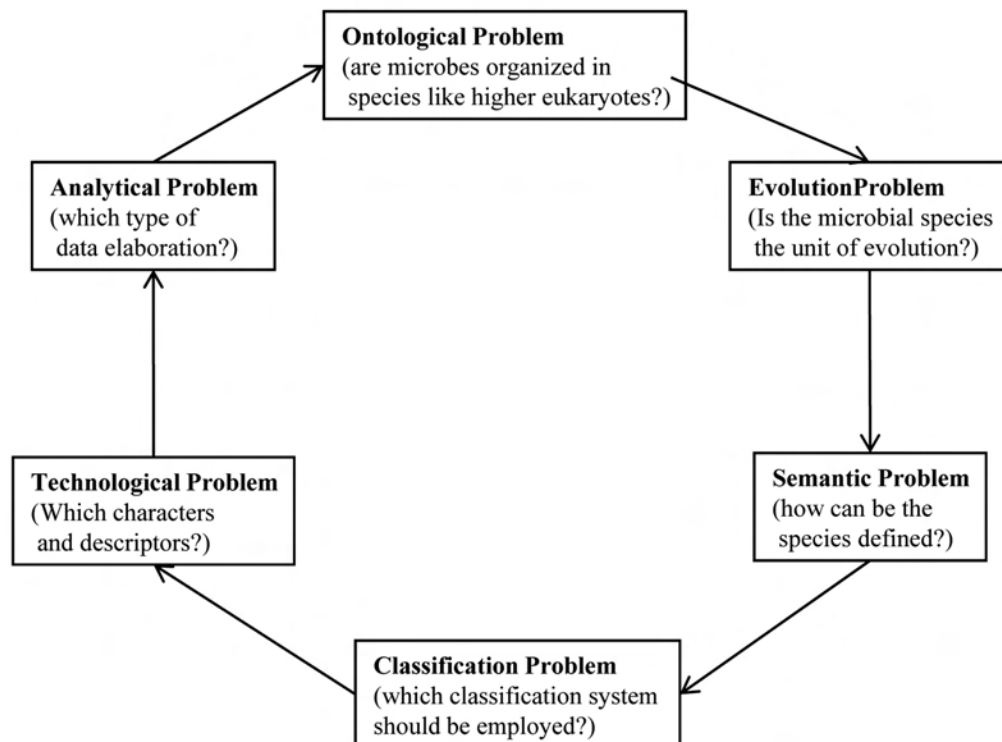 Ontological Problem
(are microbes organized in
species like higher eukaryotes?)
EvolutionProblem
(Is the microbial species
the unit of evolution?)
Semantic Problem
(how can be the
species defined?)
Classification Problem
(which classification system
should be employed?)
Technological Problem
(Which characters
and descriptors?)
Analytical Problem
(which type of
data elaboration?)